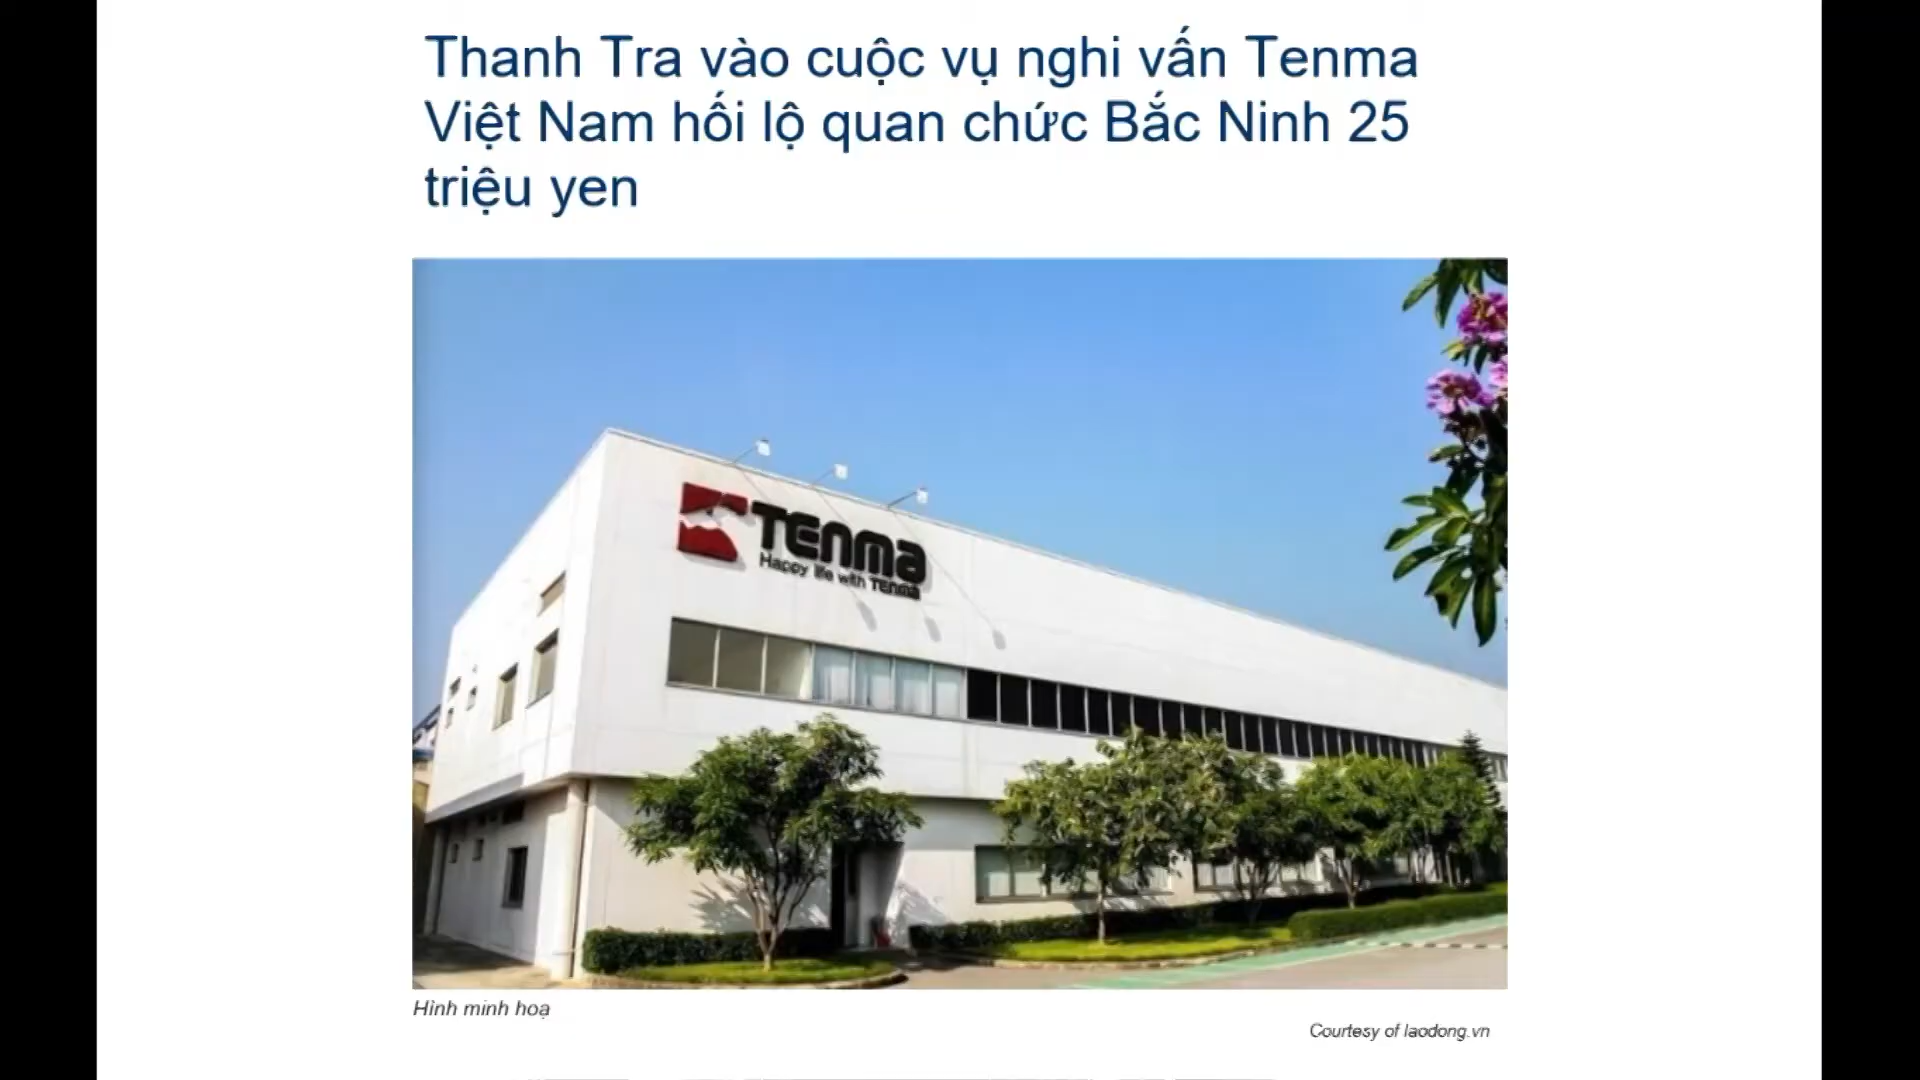 Thanh Tra vào cuộc vụ nghi vấn Tenma
Việt Nam hối lộ quan chức Bắc Ninh 25
triệu yen
TENMA
Happy life with TENMA
Hình minh hoạ
Courtesy of laodong.vn